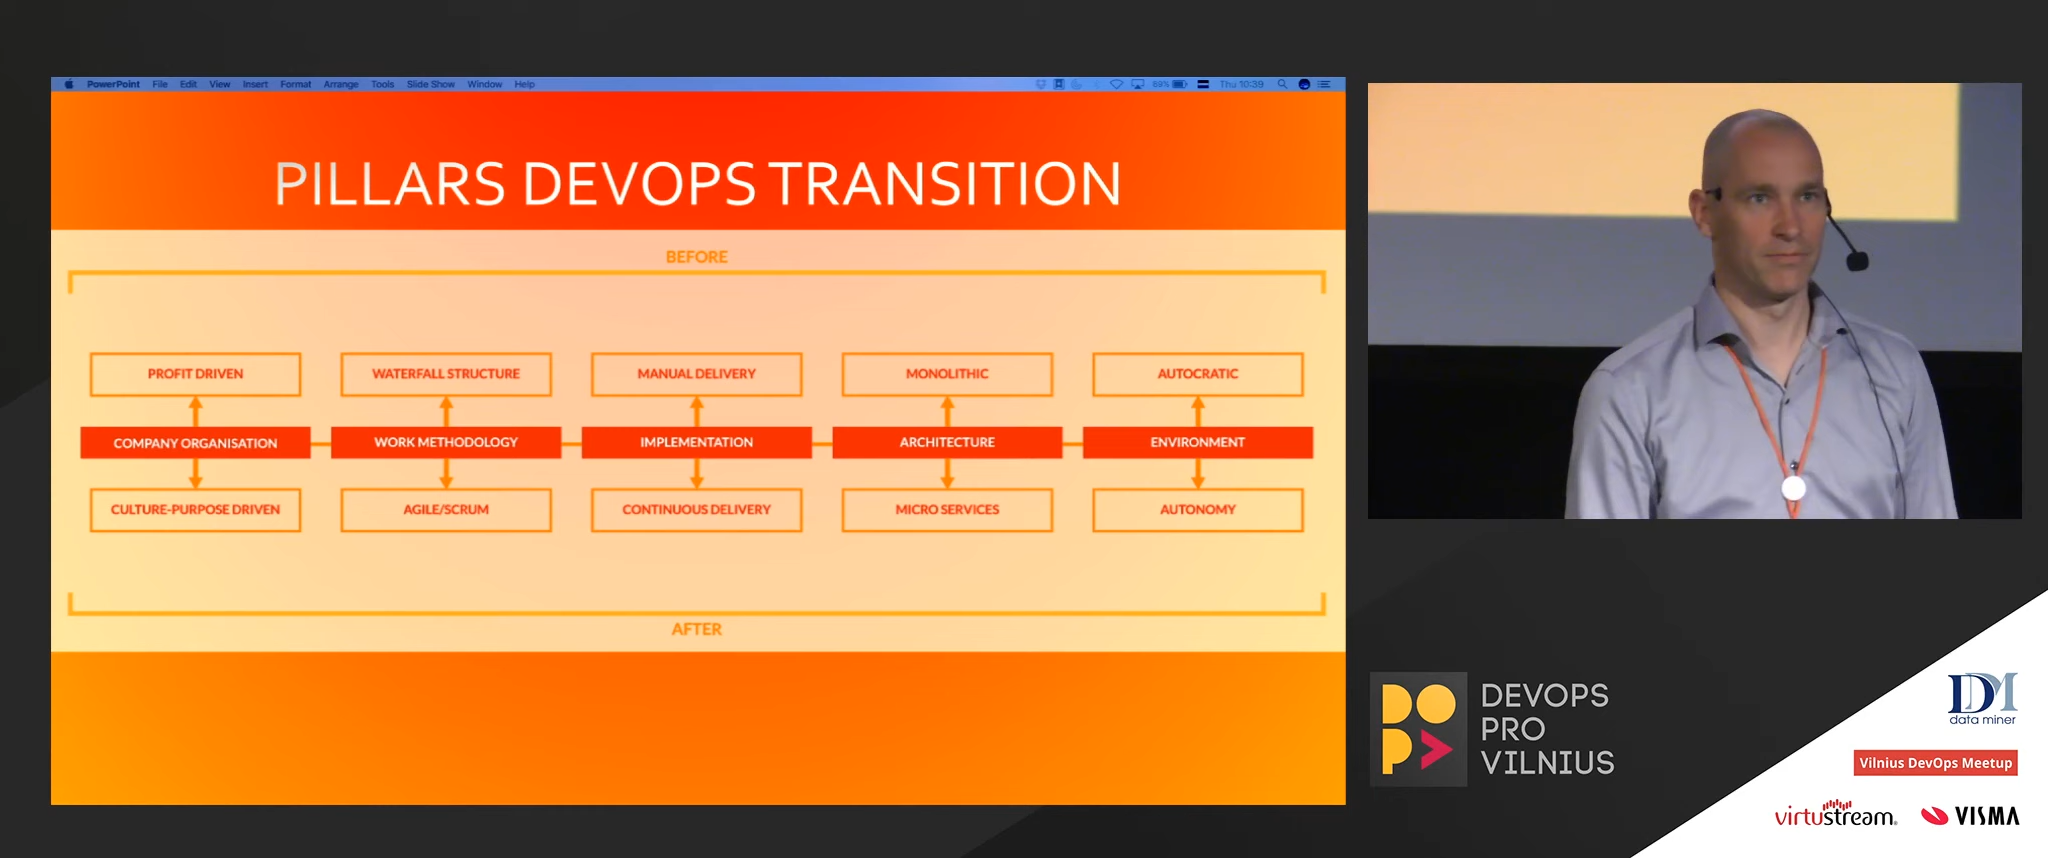 PowerPoint File Edit View Insert Format Arrange Tools Slide Show Window Help 89% Thu 10:39
PILLARS DEVOPS TRANSITION
BEFORE
PROFIT DRIVEN WATERFALL STRUCTURE MANUAL DELIVERY MONOLITHIC AUTOCRATIC
COMPANY ORGANISATION WORK METHODOLOGY IMPLEMENTATION ARCHITECTURE ENVIRONMENT
CULTURE-PURPOSE DRIVEN AGILE/SCRUM CONTINUOUS DELIVERY MICRO SERVICES AUTONOMY
AFTER
DEVOPS
PRO
VILNIUS
DM
data miner
Vilnius DevOps Meetup
virtustream
VISMA